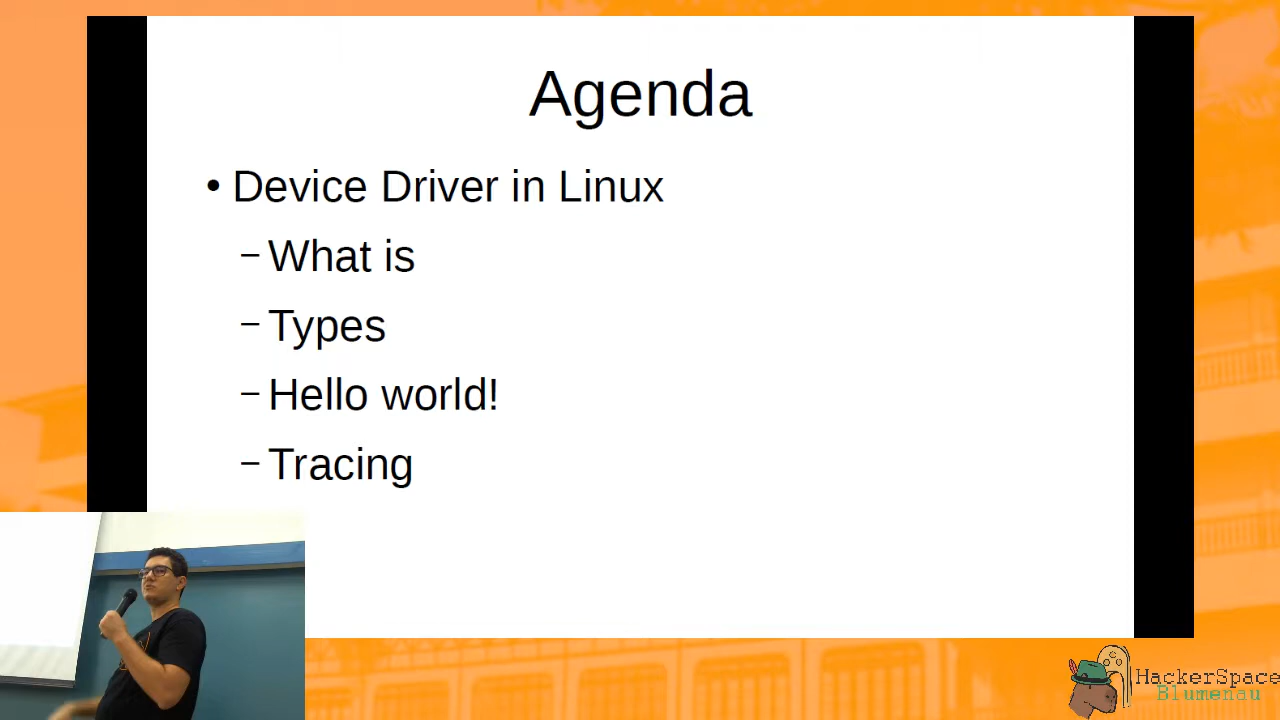 Agenda
• Device Driver in Linux
– What is
– Types
– Hello world!
– Tracing
HackerSpace
Blumenau